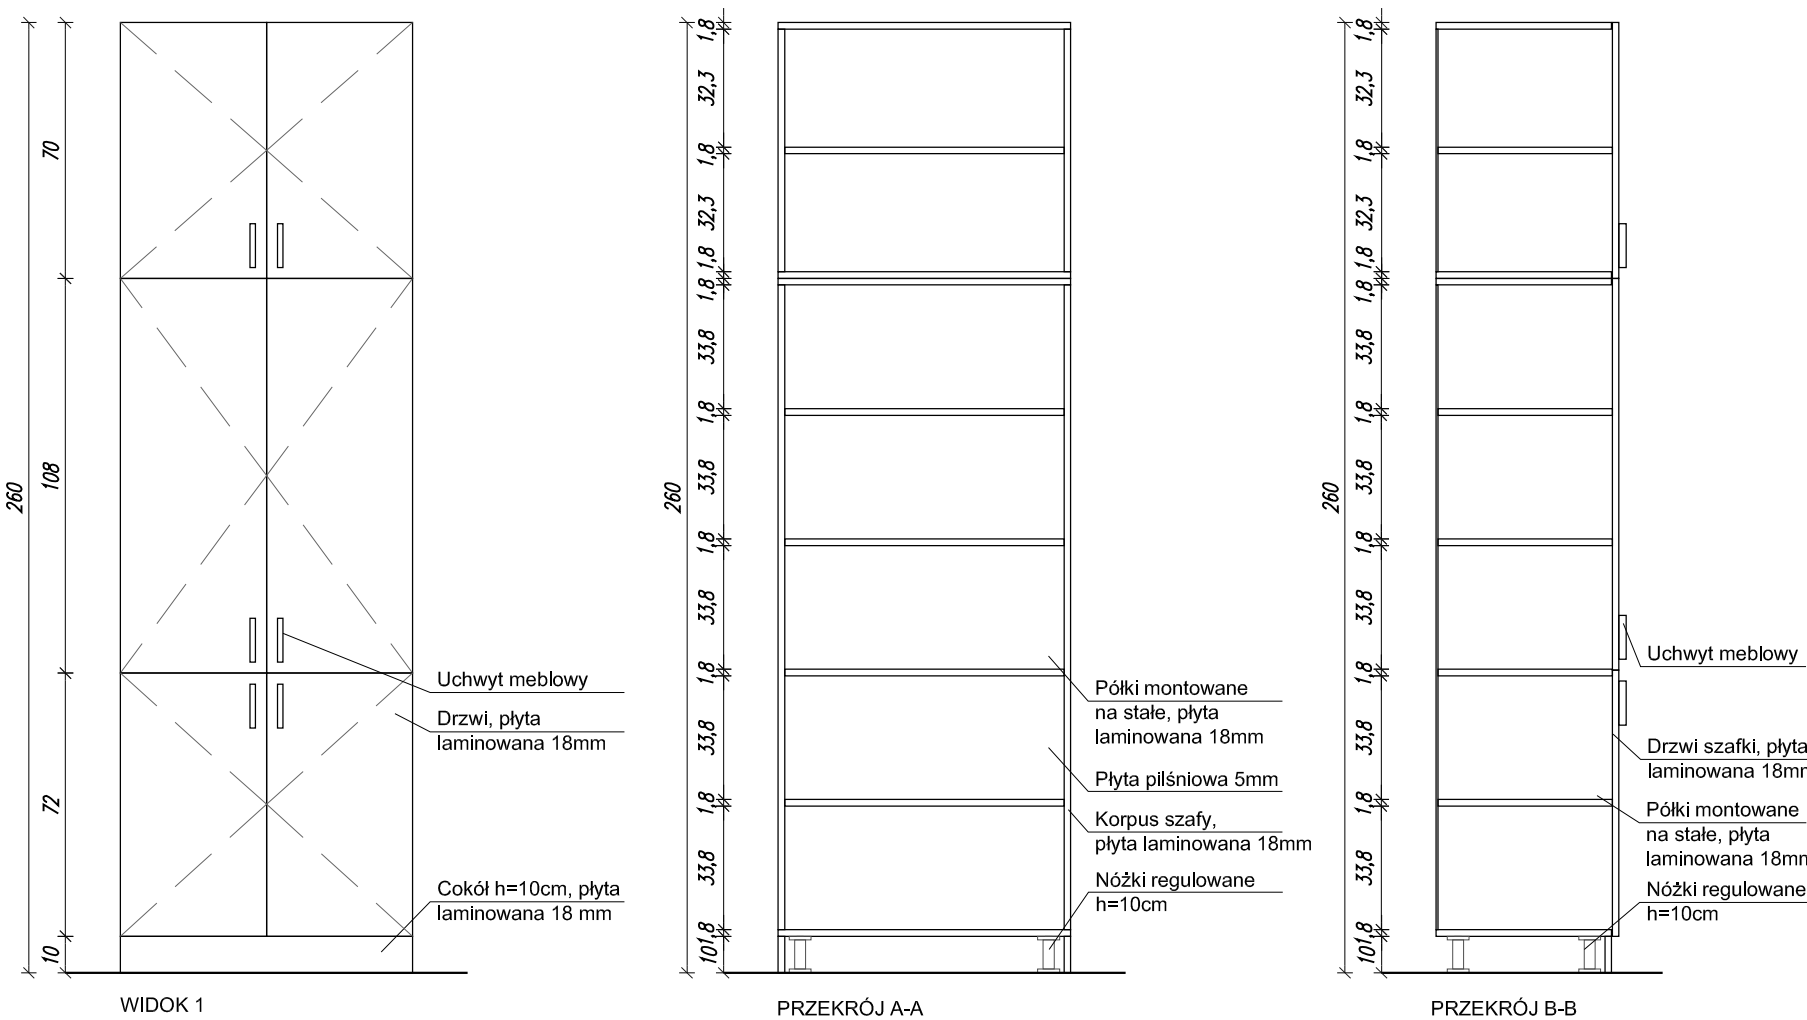 260
70
108
72
10
Uchwyt meblowy
Drzwi, płyta
laminowana 18mm
Cokół h=10cm, płyta
laminowana 18 mm
WIDOK 1
260
1,8
32,3
1,8
32,3
1,8
1,8
33,8
1,8
33,8
1,8
33,8
1,8
33,8
1,8
33,8
1,8
10
Półki montowane
na stałe, płyta
laminowana 18mm
Płyta pilśniowa 5mm
Korpus szafy,
płyta laminowana 18mm
Nóżki regulowane
h=10cm
PRZEKRÓJ A-A
260
1,8
32,3
1,8
32,3
1,8
1,8
33,8
1,8
33,8
1,8
33,8
1,8
33,8
1,8
33,8
1,8
10
Uchwyt meblowy
Drzwi szafki, płyta
laminowana 18mm
Półki montowane
na stałe, płyta
laminowana 18mm
Nóżki regulowane
h=10cm
PRZEKRÓJ B-B